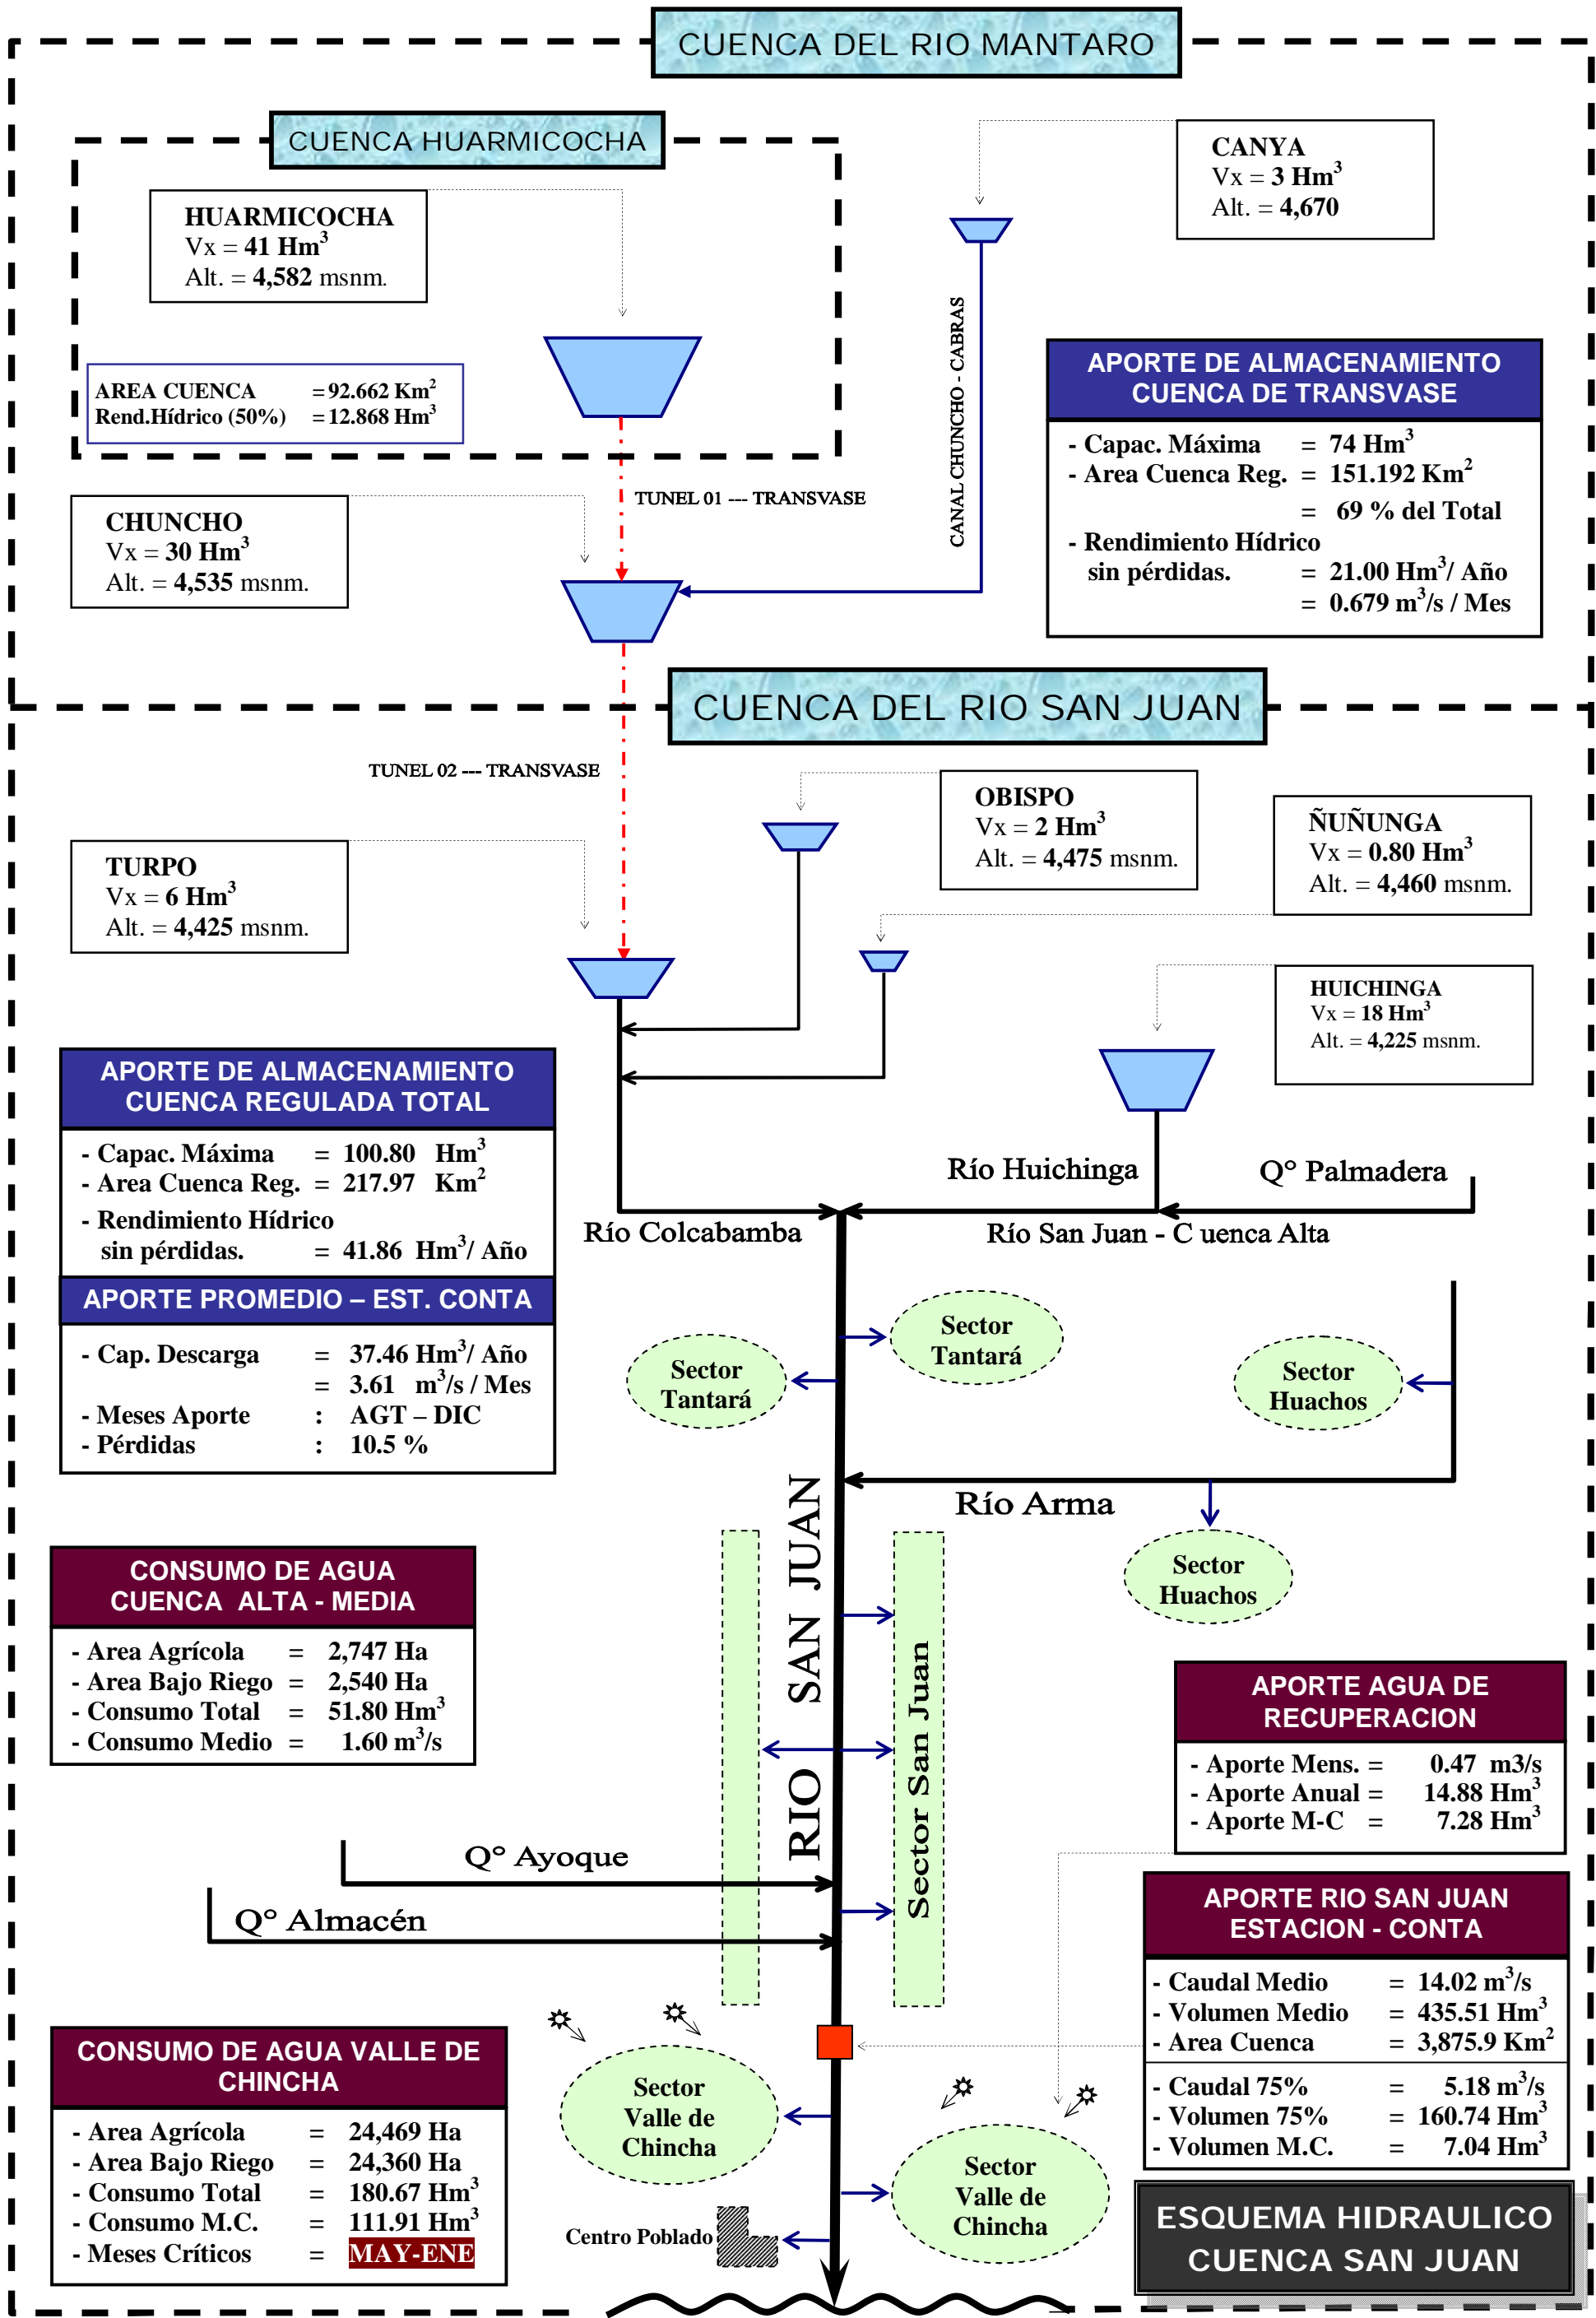 CUENCA DEL RIO MANTARO
CUENCA HUARMICOCHA
HUARMICOCHA
Vx = 41 Hm³
Alt. = 4,582 msnm.
AREA CUENCA = 92.662 Km²
Rend.Hídrico (50%) = 12.868 Hm³
CANYA
Vx = 3 Hm³
Alt. = 4,670
CANAL CHUNCHO - CABRAS
APORTE DE ALMACENAMIENTO
CUENCA DE TRANSVASE
- Capac. Máxima = 74 Hm³
- Area Cuenca Reg. = 151.192 Km²
= 69 % del Total
- Rendimiento Hídrico
sin pérdidas. = 21.00 Hm³/ Año
= 0.679 m³/s / Mes
TUNEL 01 --- TRANSVASE
CHUNCHO
Vx = 30 Hm³
Alt. = 4,535 msnm.
CUENCA DEL RIO SAN JUAN
TUNEL 02 --- TRANSVASE
OBISPO
Vx = 2 Hm³
Alt. = 4,475 msnm.
ÑUÑUNGA
Vx = 0.80 Hm³
Alt. = 4,460 msnm.
TURPO
Vx = 6 Hm³
Alt. = 4,425 msnm.
HUICHINGA
Vx = 18 Hm³
Alt. = 4,225 msnm.
APORTE DE ALMACENAMIENTO
CUENCA REGULADA TOTAL
- Capac. Máxima = 100.80 Hm³
- Area Cuenca Reg. = 217.97 Km²
- Rendimiento Hídrico
sin pérdidas. = 41.86 Hm³/ Año
APORTE PROMEDIO – EST. CONTA
- Cap. Descarga = 37.46 Hm³/ Año
= 3.61 m³/s / Mes
- Meses Aporte : AGT – DIC
- Pérdidas : 10.5 %
Río Huichinga
Q° Palmadera
Río Colcabamba
Río San Juan - C uenca Alta
Sector
Tantará
Sector
Tantará
Sector
Huachos
Río Arma
Sector
Huachos
RIO SAN JUAN
Sector San Juan
CONSUMO DE AGUA
CUENCA ALTA - MEDIA
- Area Agrícola = 2,747 Ha
- Area Bajo Riego = 2,540 Ha
- Consumo Total = 51.80 Hm³
- Consumo Medio = 1.60 m³/s
APORTE AGUA DE
RECUPERACION
- Aporte Mens. = 0.47 m3/s
- Aporte Anual = 14.88 Hm³
- Aporte M-C = 7.28 Hm³
Q° Ayoque
Q° Almacén
APORTE RIO SAN JUAN
ESTACION - CONTA
- Caudal Medio = 14.02 m³/s
- Volumen Medio = 435.51 Hm³
- Area Cuenca = 3,875.9 Km²
- Caudal 75% = 5.18 m³/s
- Volumen 75% = 160.74 Hm³
- Volumen M.C. = 7.04 Hm³
CONSUMO DE AGUA VALLE DE
CHINCHA
- Area Agrícola = 24,469 Ha
- Area Bajo Riego = 24,360 Ha
- Consumo Total = 180.67 Hm³
- Consumo M.C. = 111.91 Hm³
- Meses Críticos = MAY-ENE
Sector
Valle de
Chincha
Sector
Valle de
Chincha
Centro Poblado
ESQUEMA HIDRAULICO
CUENCA SAN JUAN